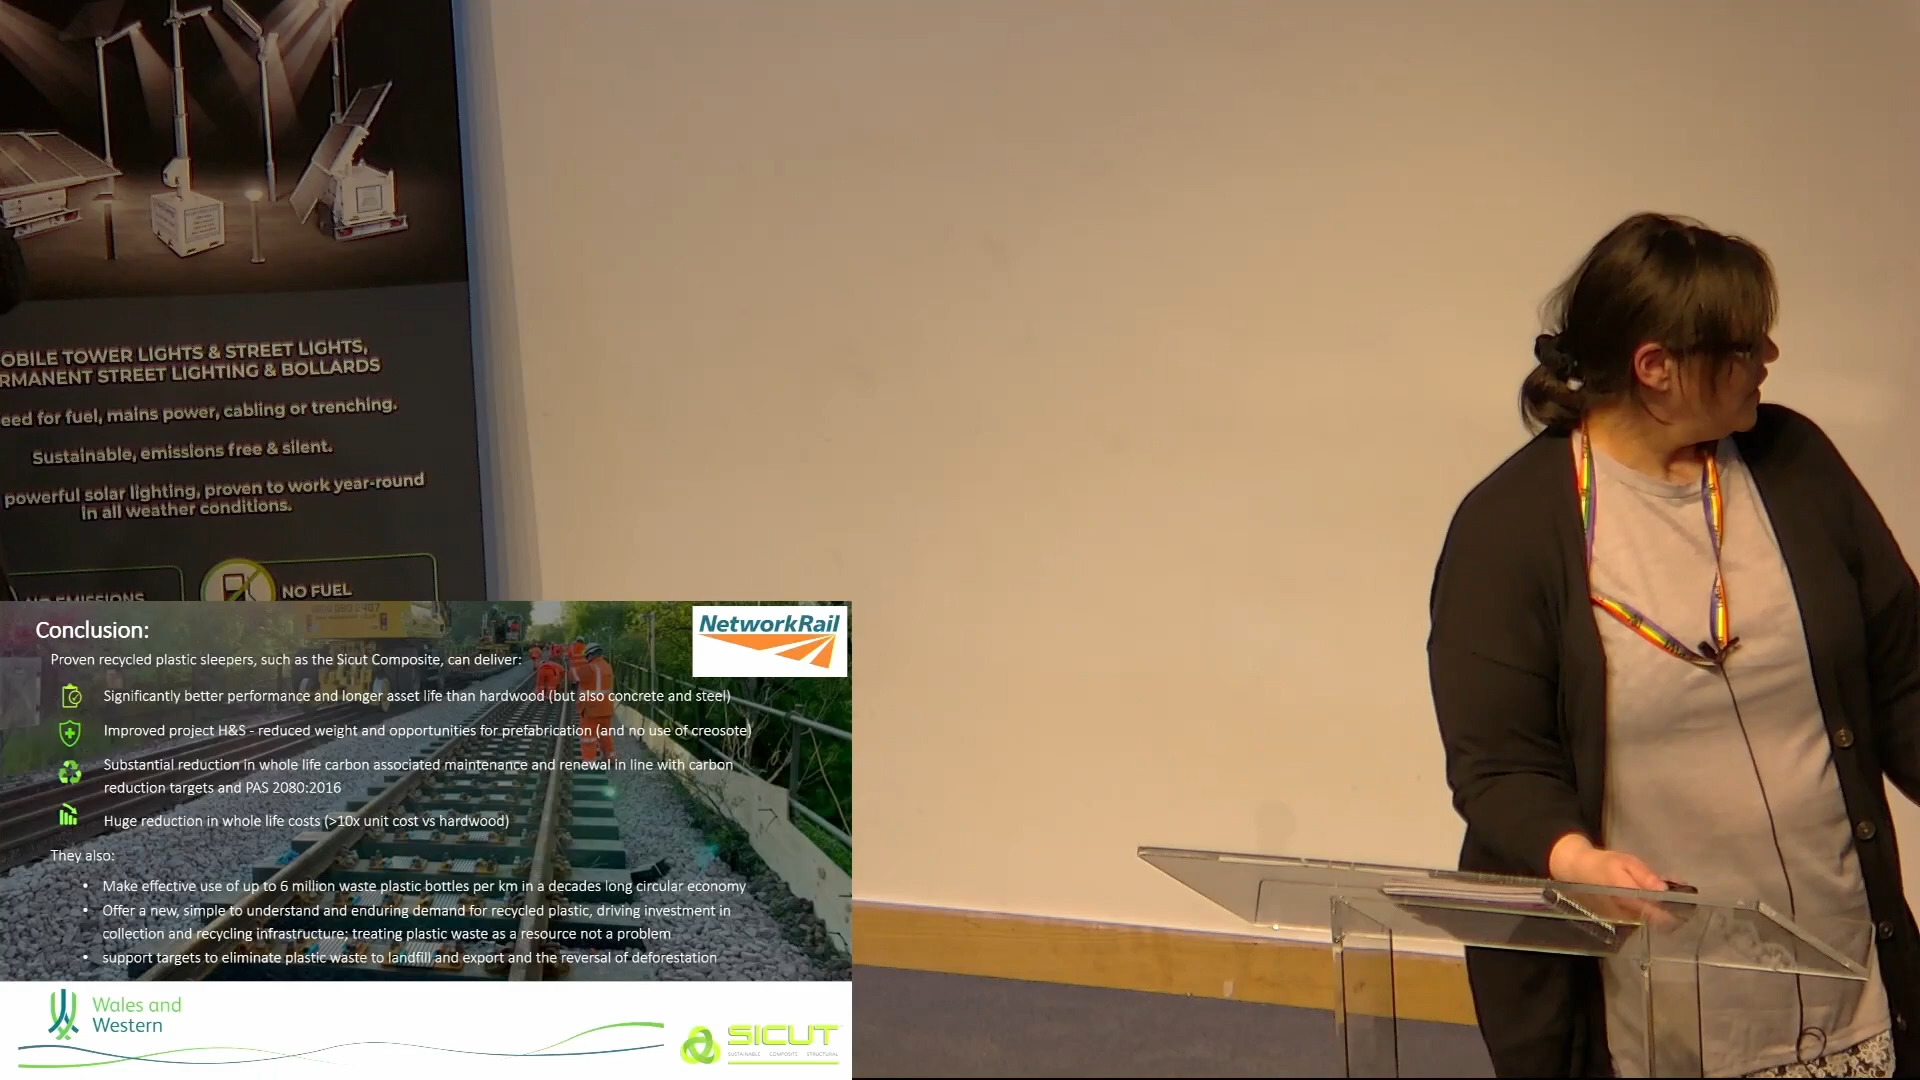 OBILE TOWER LIGHTS & STREET LIGHTS,
RMANENT STREET LIGHTING & BOLLARDS
eed for fuel, mains power, cabling or trenching.
Sustainable, emissions free & silent.
powerful solar lighting, proven to work year-round
In all weather conditions.
NO EMISSIONS
NO FUEL
NetworkRail
Conclusion:
Proven recycled plastic sleepers, such as the Sicut Composite, can deliver:
Significantly better performance and longer asset life than hardwood (but also concrete and steel)
Improved project H&S - reduced weight and opportunities for prefabrication (and no use of creosote)
Substantial reduction in whole life carbon associated maintenance and renewal in line with carbon
reduction targets and PAS 2080:2016
Huge reduction in whole life costs (>10x unit cost vs hardwood)
They also:
• Make effective use of up to 6 million waste plastic bottles per km in a decades long circular economy
• Offer a new, simple to understand and enduring demand for recycled plastic, driving investment in
collection and recycling infrastructure; treating plastic waste as a resource not a problem
• support targets to eliminate plastic waste to landfill and export and the reversal of deforestation
Wales and
Western
SICUT
SUSTAINABLE COMPOSITE STRUCTURAL